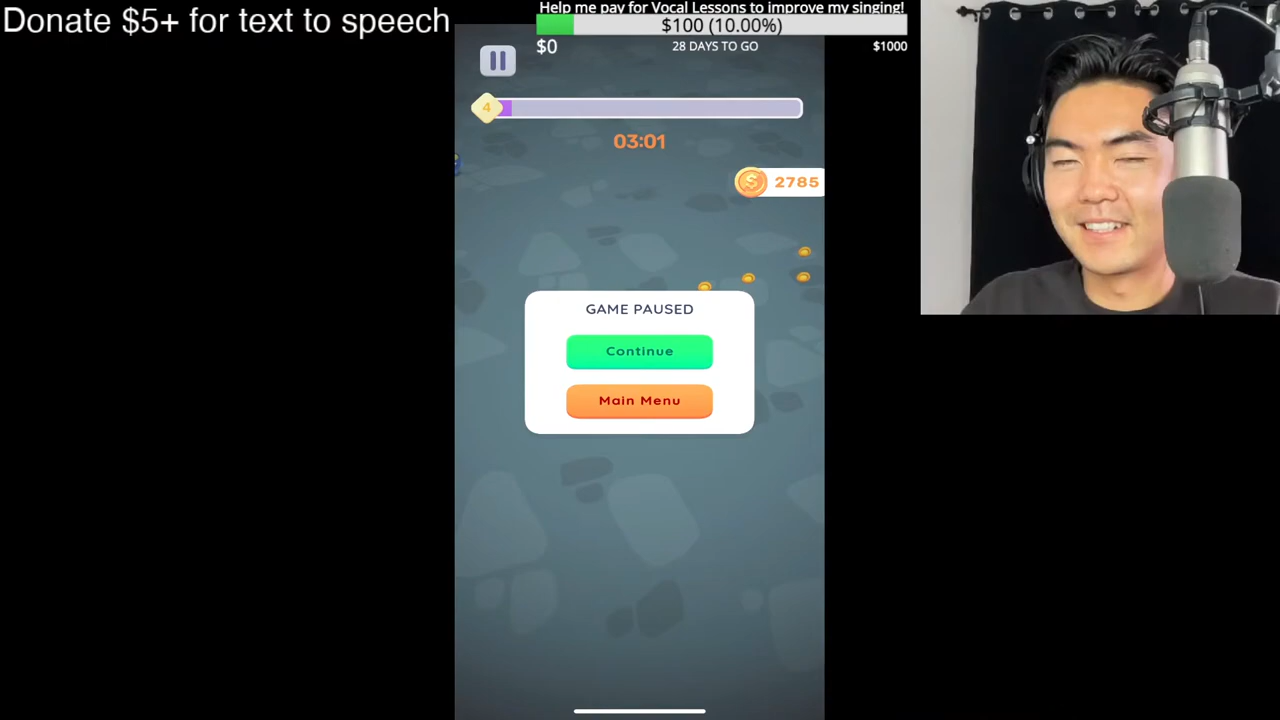 Donate $5+ for text to speech
Help me pay for Vocal Lessons to improve my singing!
$100 (10.00%)
$0
28 DAYS TO GO
$1000
4
03:01
2785
GAME PAUSED
Continue
Main Menu